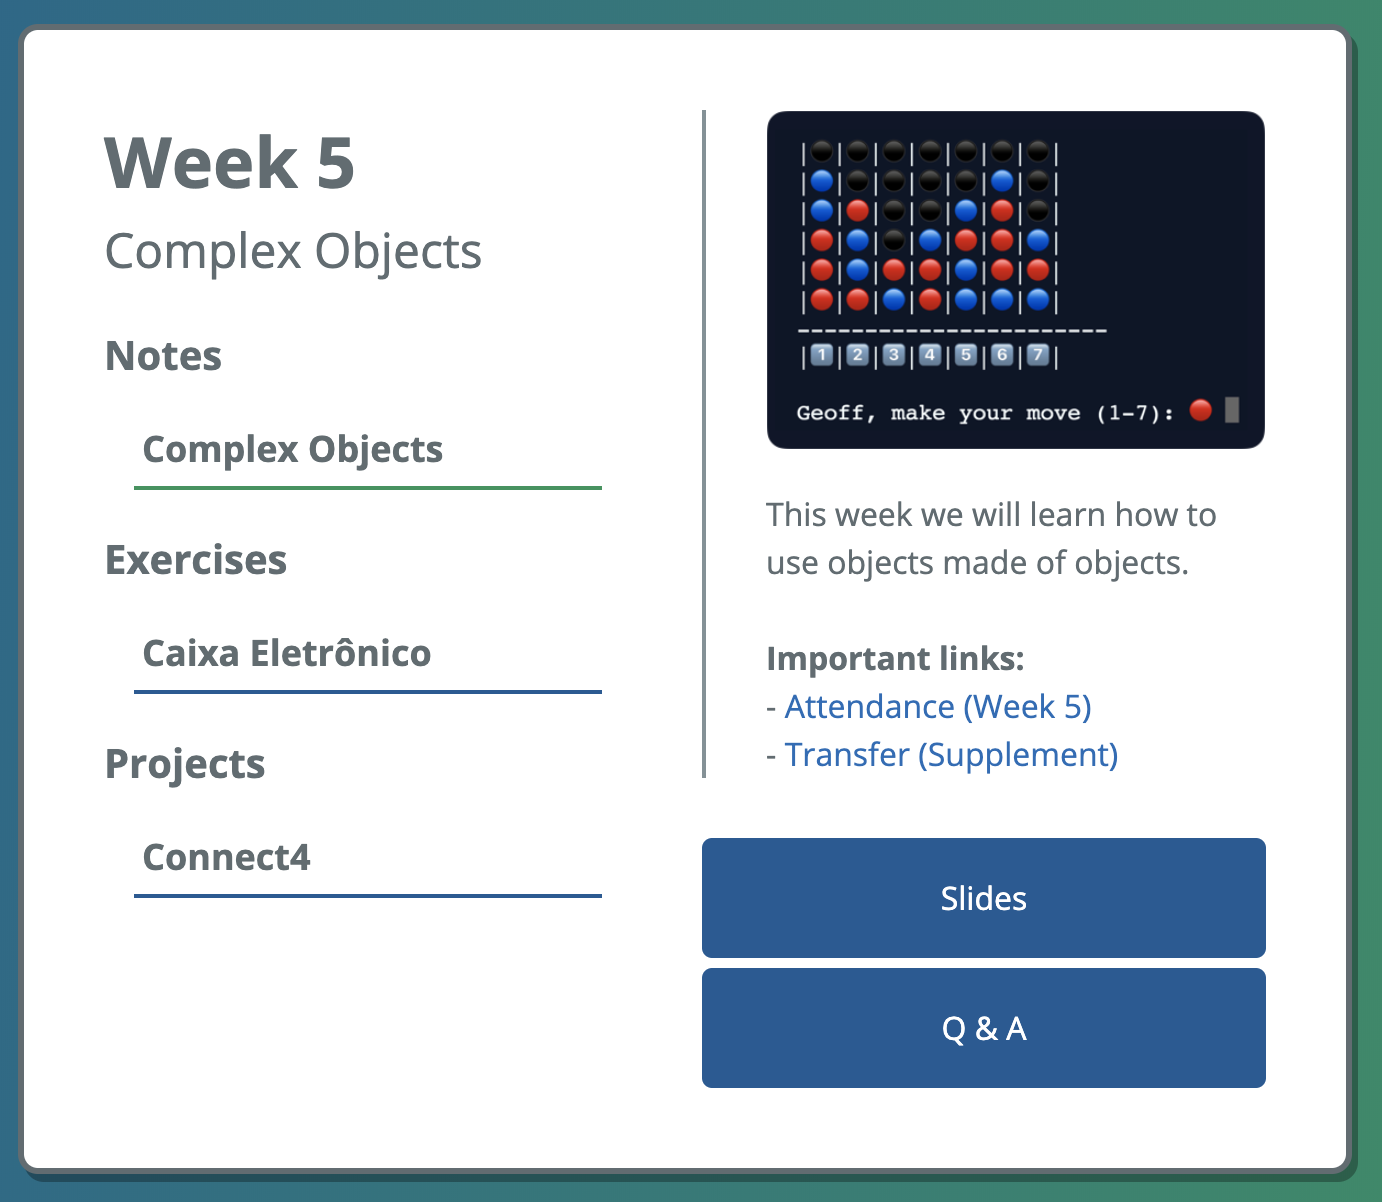 Week 5
Complex Objects
Notes
Complex Objects
Exercises
Caixa Eletrônico
Projects
Connect4
| | | | | | | |
| | | | | | | |
| | | | | | | |
| | | | | | | |
| | | | | | | |
| | | | | | | |
-----------------------
|1|2|3|4|5|6|7|
Geoff, make your move (1-7):
This week we will learn how to
use objects made of objects.
Important links:
- Attendance (Week 5)
- Transfer (Supplement)
Slides
Q & A